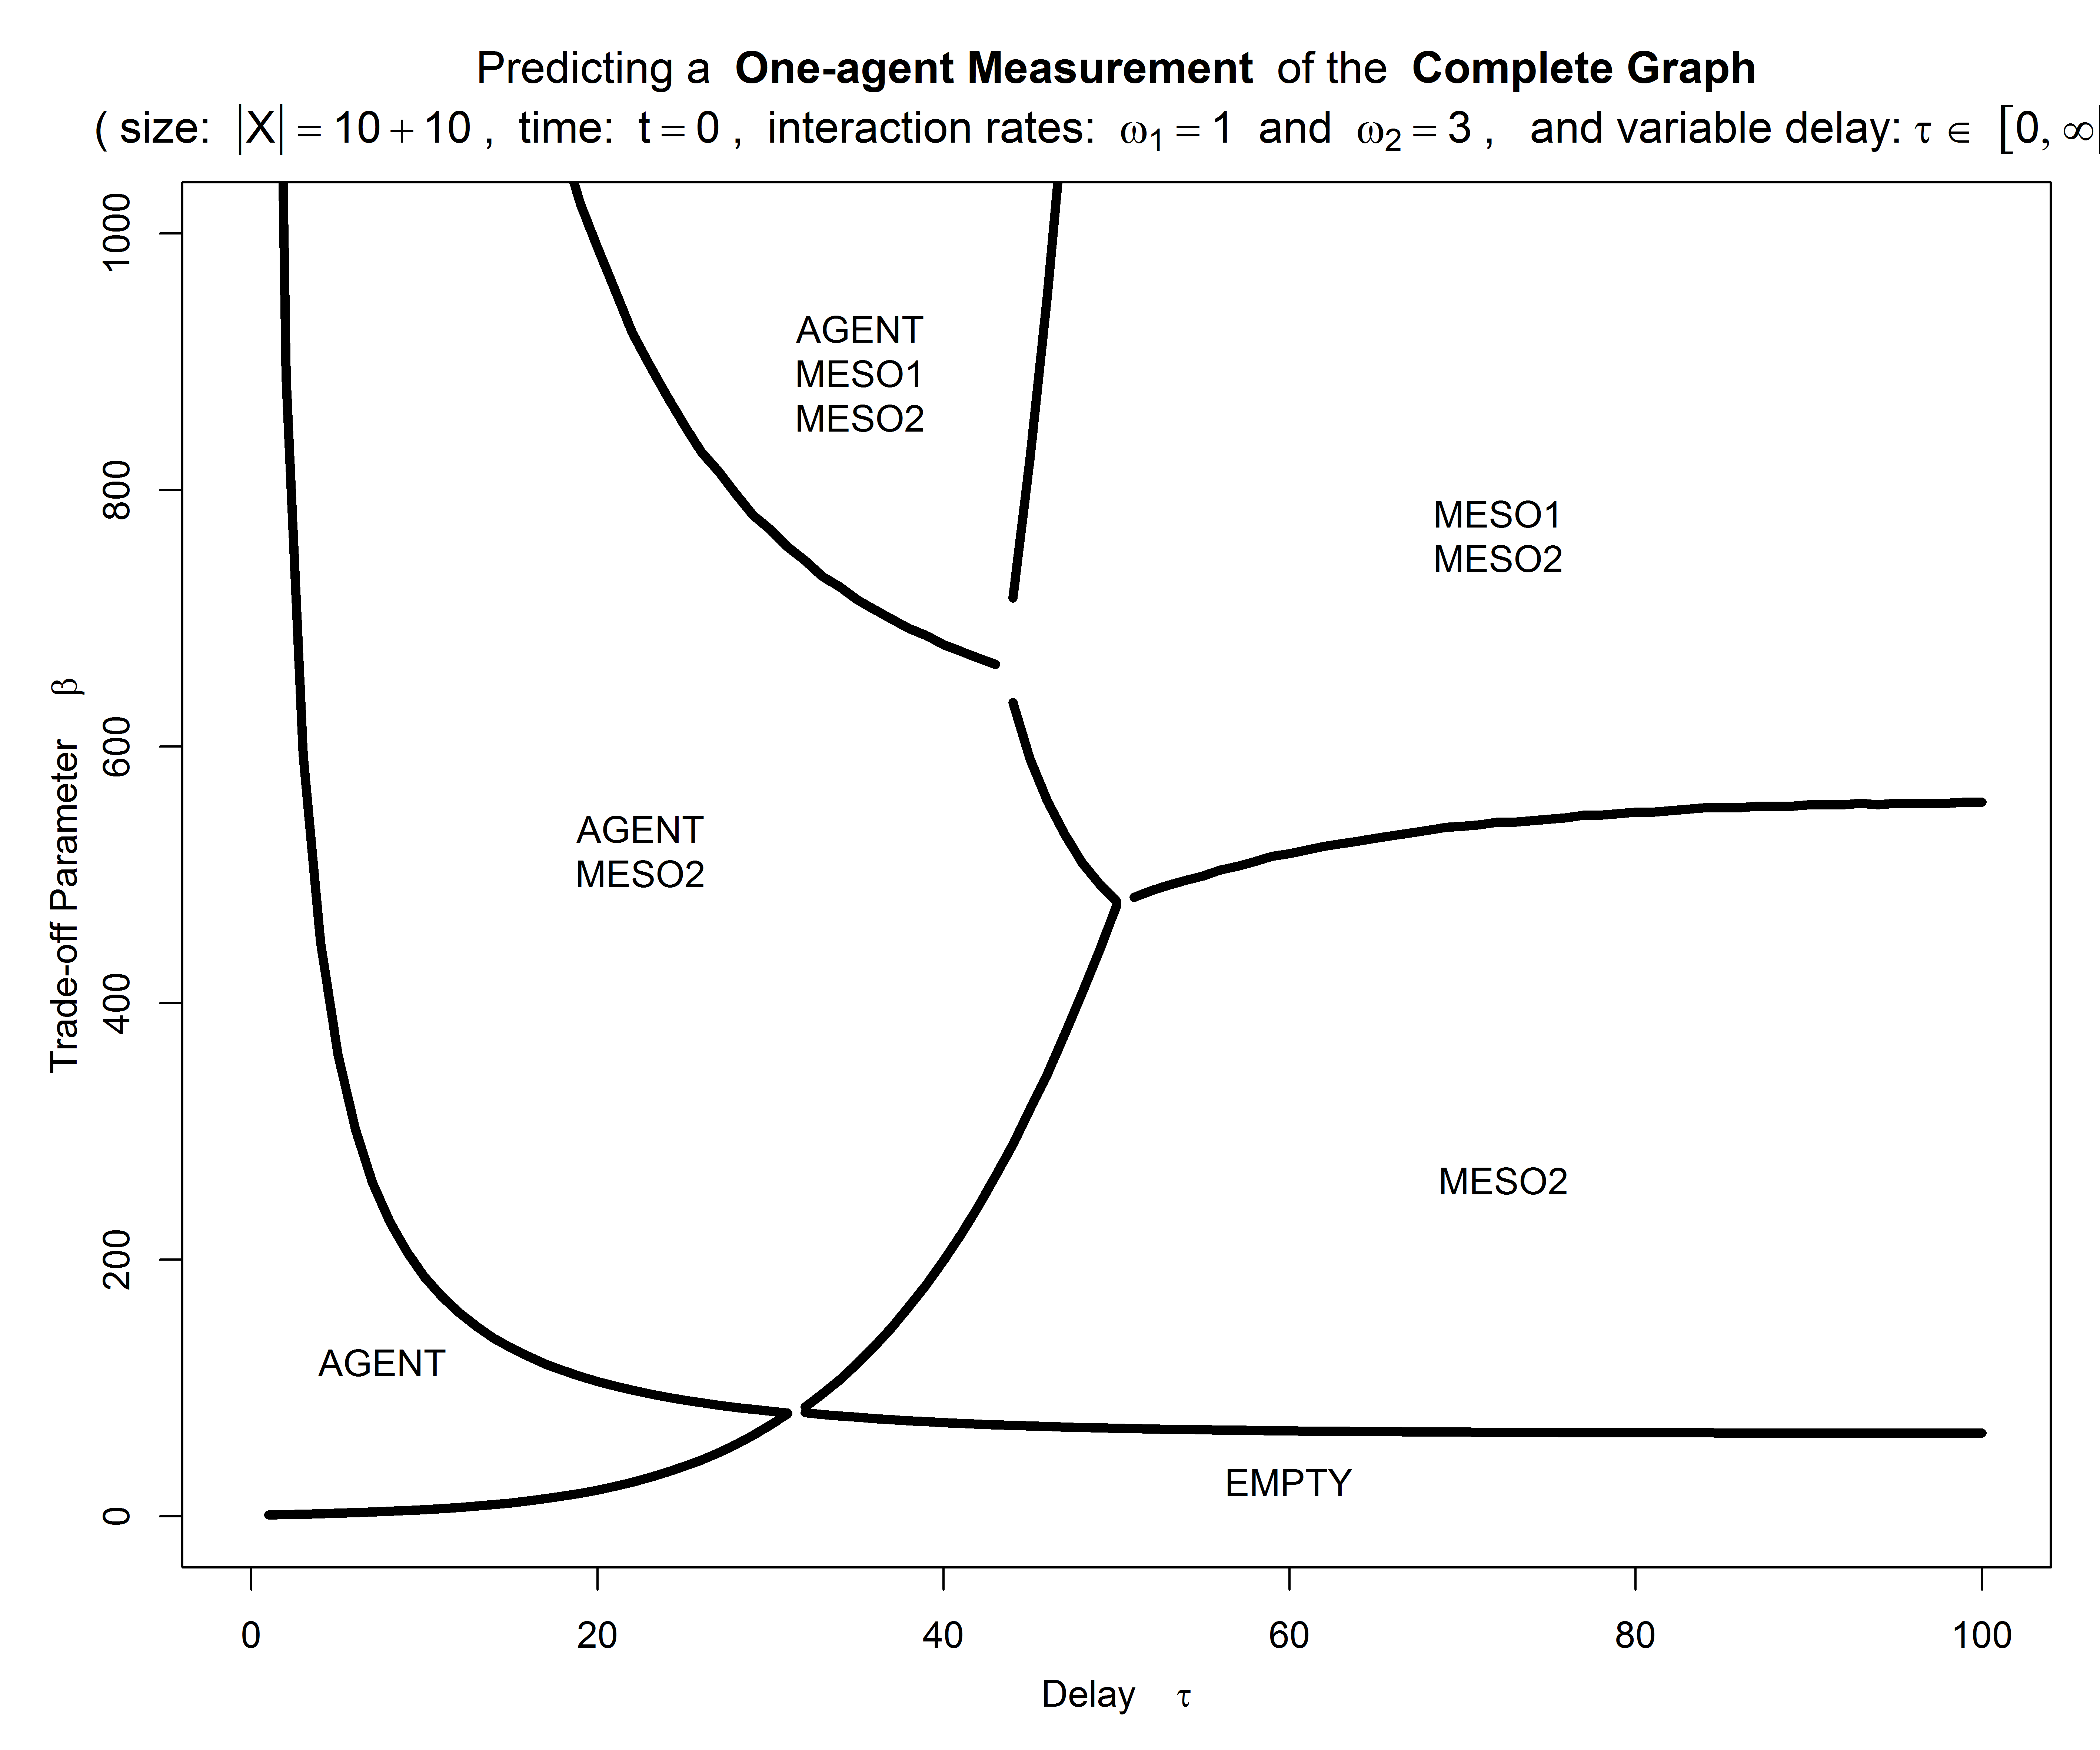 Predicting a One-agent Measurement of the Complete Graph
( size: |X| = 10 + 10 , time: t = 0 , interaction rates: ω1 = 1 and ω2 = 3 , and variable delay: τ ∈ [0, ∞[
1000
800
600
400
200
0
Trade-off Parameter β
AGENT
MESO1
MESO2
MESO1
MESO2
AGENT
MESO2
MESO2
AGENT
EMPTY
0 20 40 60 80 100
Delay τ